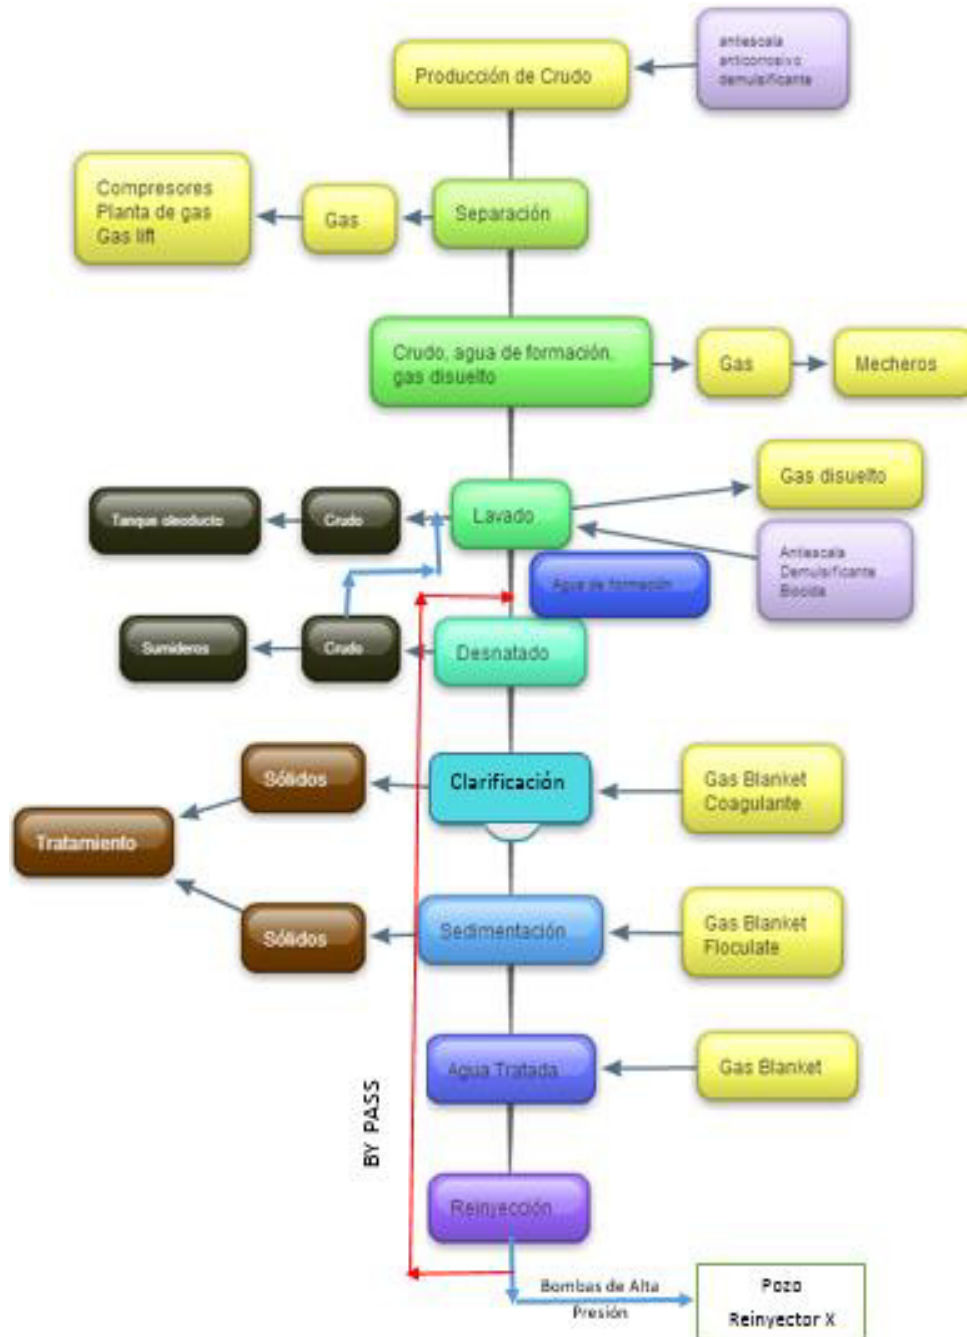 antiescala
anticorrosivo
demulsificante
Producción de Crudo
Compresores
Planta de gas
Gas lift
Gas
Separación
Crudo, agua de formación,
gas disuelto
Gas
Mecheros
Gas disuelto
Tanque oleoducto
Crudo
Lavado
Antiescala
Demulsificante
Biocida
Agua de formación
Sumideros
Crudo
Desnatado
Sólidos
Clarificación
Gas Blanket
Coagulante
Tratamiento
Sólidos
Sedimentación
Gas Blanket
Floculate
Agua Tratada
Gas Blanket
BY PASS
Reinyección
Bombas de Alta
Presión
Pozo
Reinyector X